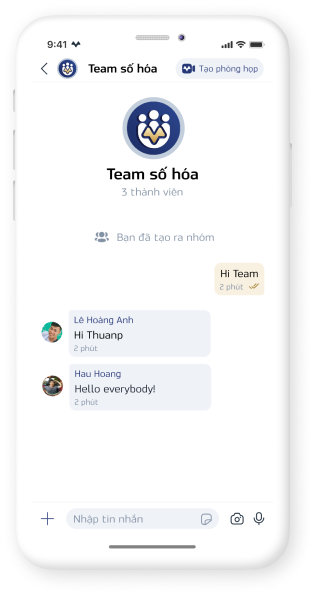 9:41
Team số hóa
Tạo phòng họp
Team số hóa
3 thành viên
Bạn đã tạo ra nhóm
Hi Team
2 phút
Lê Hoàng Anh
Hi Thuanp
2 phút
Hau Hoang
Hello everybody!
2 phút
Nhập tin nhắn